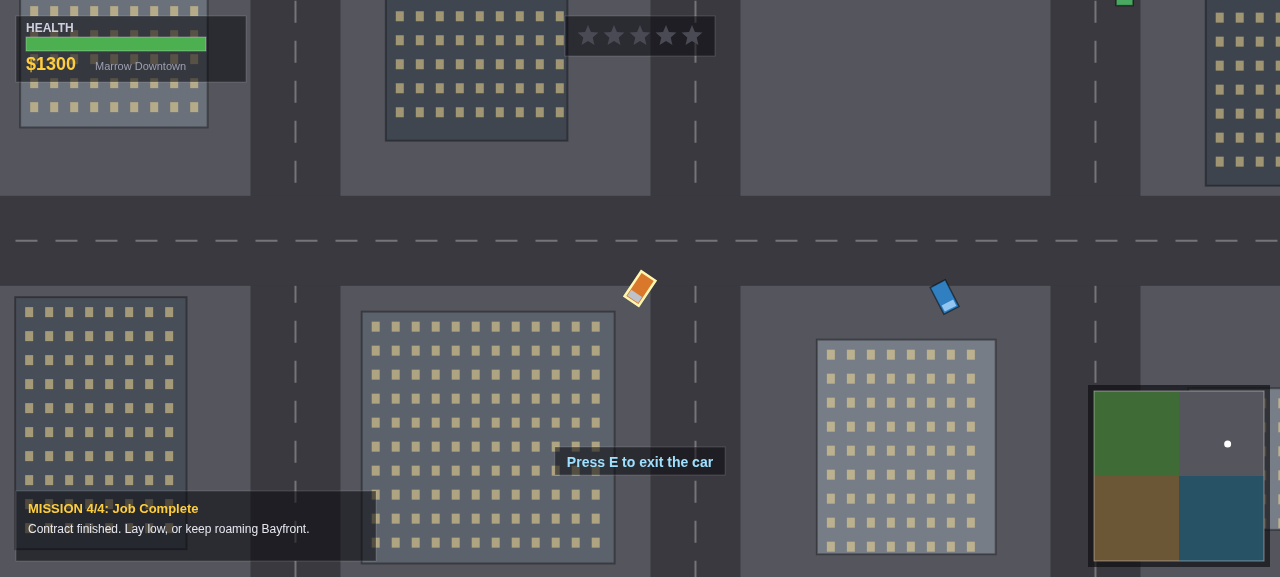 HEALTH
$1300 Marrow Downtown
Press E to exit the car
MISSION 4/4: Job Complete
Contract finished. Lay low, or keep roaming Bayfront.